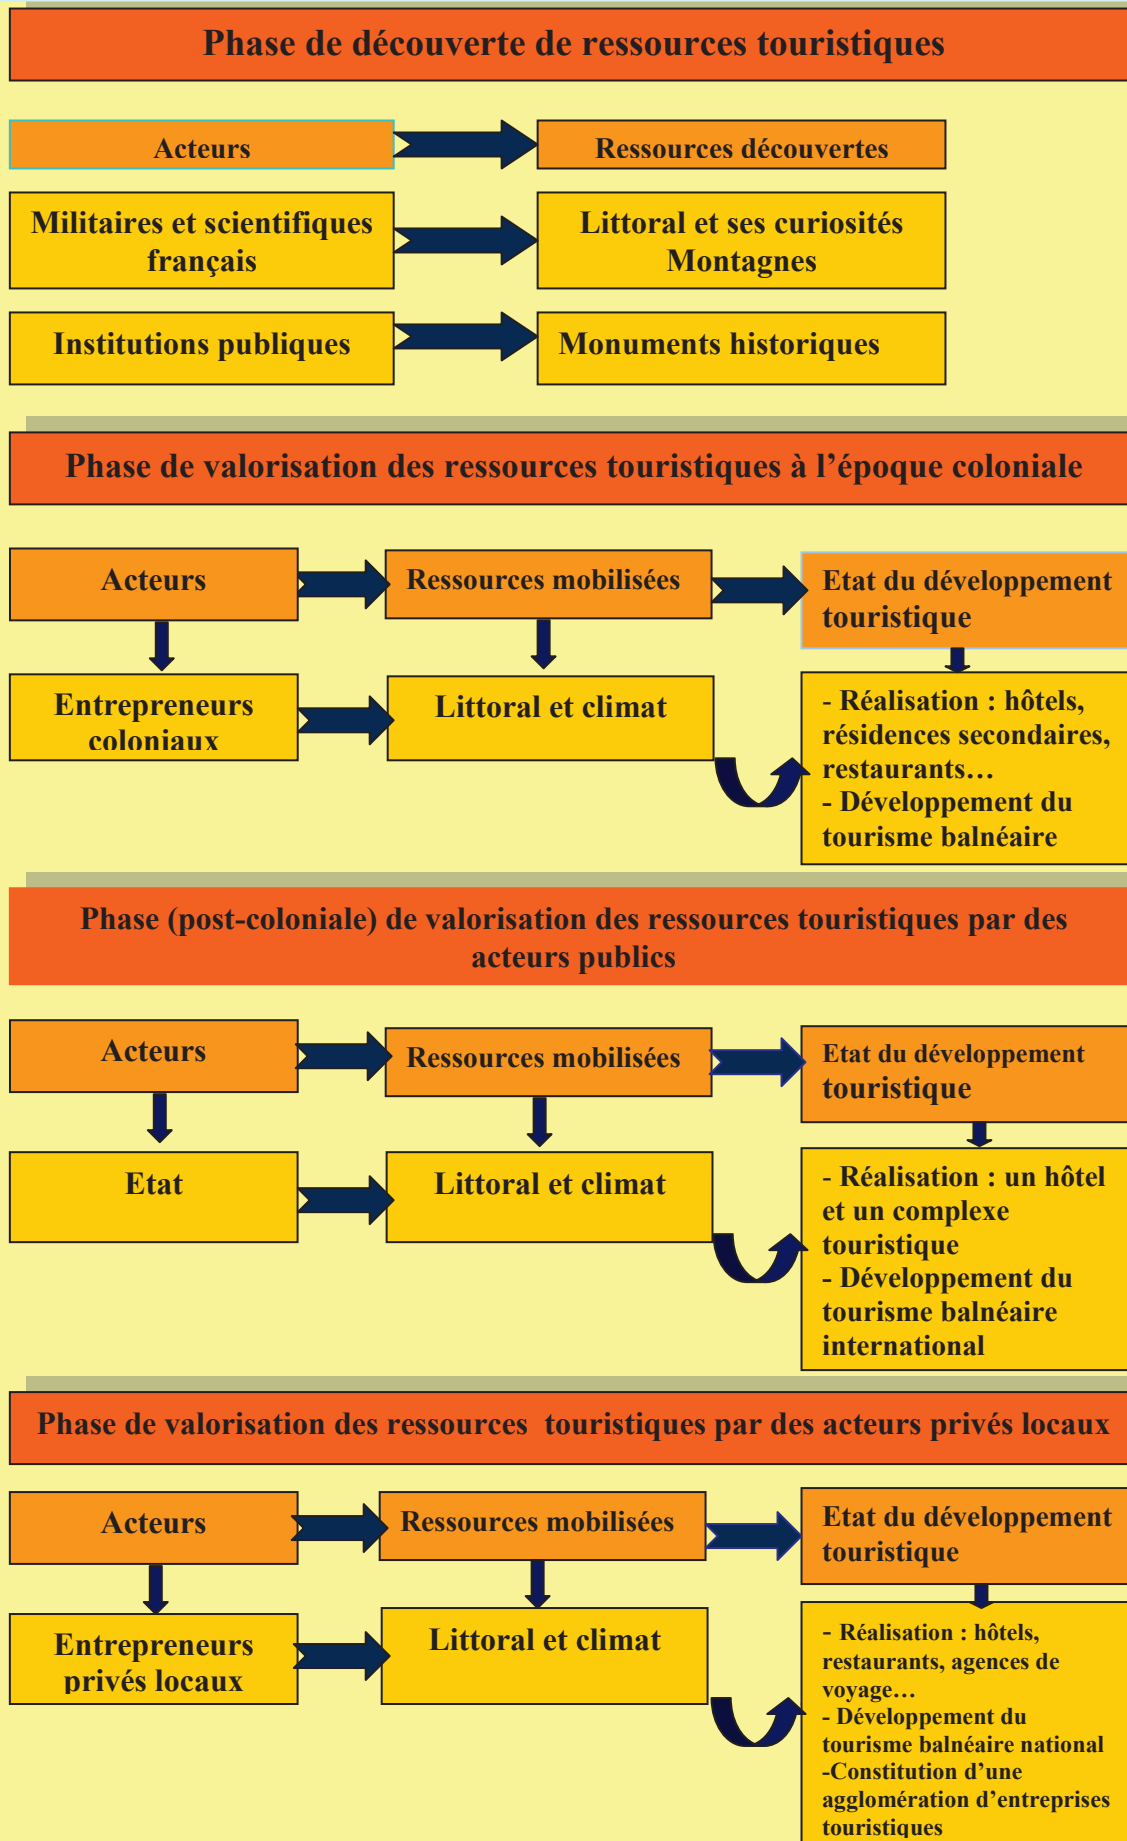 Phase de découverte de ressources touristiques
Acteurs
Ressources découvertes
Militaires et scientifiques
français
Littoral et ses curiosités
Montagnes
Institutions publiques
Monuments historiques
Phase de valorisation des ressources touristiques à l’époque coloniale
Acteurs
Ressources mobilisées
Etat du développement
touristique
Entrepreneurs
coloniaux
Littoral et climat
- Réalisation : hôtels,
résidences secondaires,
restaurants…
- Développement du
tourisme balnéaire
Phase (post-coloniale) de valorisation des ressources touristiques par des
acteurs publics
Acteurs
Ressources mobilisées
Etat du développement
touristique
Etat
Littoral et climat
- Réalisation : un hôtel
et un complexe
touristique
- Développement du
tourisme balnéaire
international
Phase de valorisation des ressources  touristiques par des acteurs privés locaux
Acteurs
Ressources mobilisées
Etat du développement
touristique
Entrepreneurs
privés locaux
Littoral et climat
- Réalisation : hôtels,
restaurants, agences de
voyage…
- Développement du
tourisme balnéaire national
-Constitution d’une
agglomération d’entreprises
touristiques